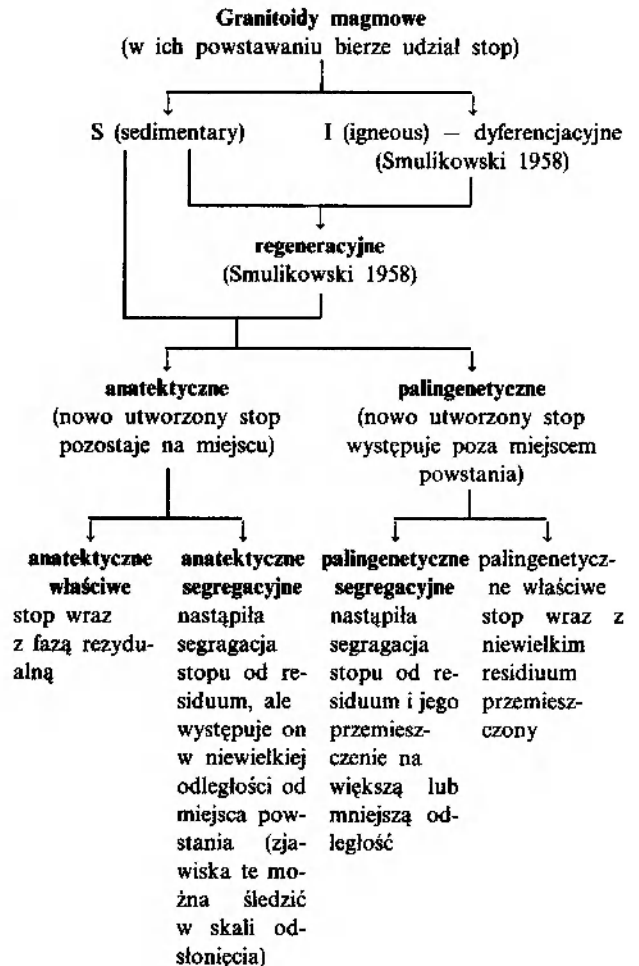 Granitoidy magmowe
(w ich powstawaniu bierze udział stop)
S (sedimentary)
I (igneous) — dyferencjacyjne
(Smulikowski 1958)
regeneracyjne
(Smulikowski 1958)
anatektyczne
(nowo utworzony stop
pozostaje na miejscu)
palingenetyczne
(nowo utworzony stop
występuje poza miejscem
powstania)
anatektyczne
właściwe
stop wraz
z fazą rezydu-
alną
anatektyczne
segregacyjne
nastąpiła
segragacja
stopu od re-
siduum, ale
występuje on
w niewielkiej
odległości od
miejsca pow-
stania (zja-
wiska te mo-
żna śledzić
w skali od-
słonięcia)
palingenetyczne
segregacyjne
nastąpiła
segragacja
stopu od re-
siduum i jego
przemiesz-
czenie na
większą lub
mniejszą od-
ległość
palingenetycz-
ne właściwe
stop wraz z
niewielkim
residiuum
przemiesz-
czony